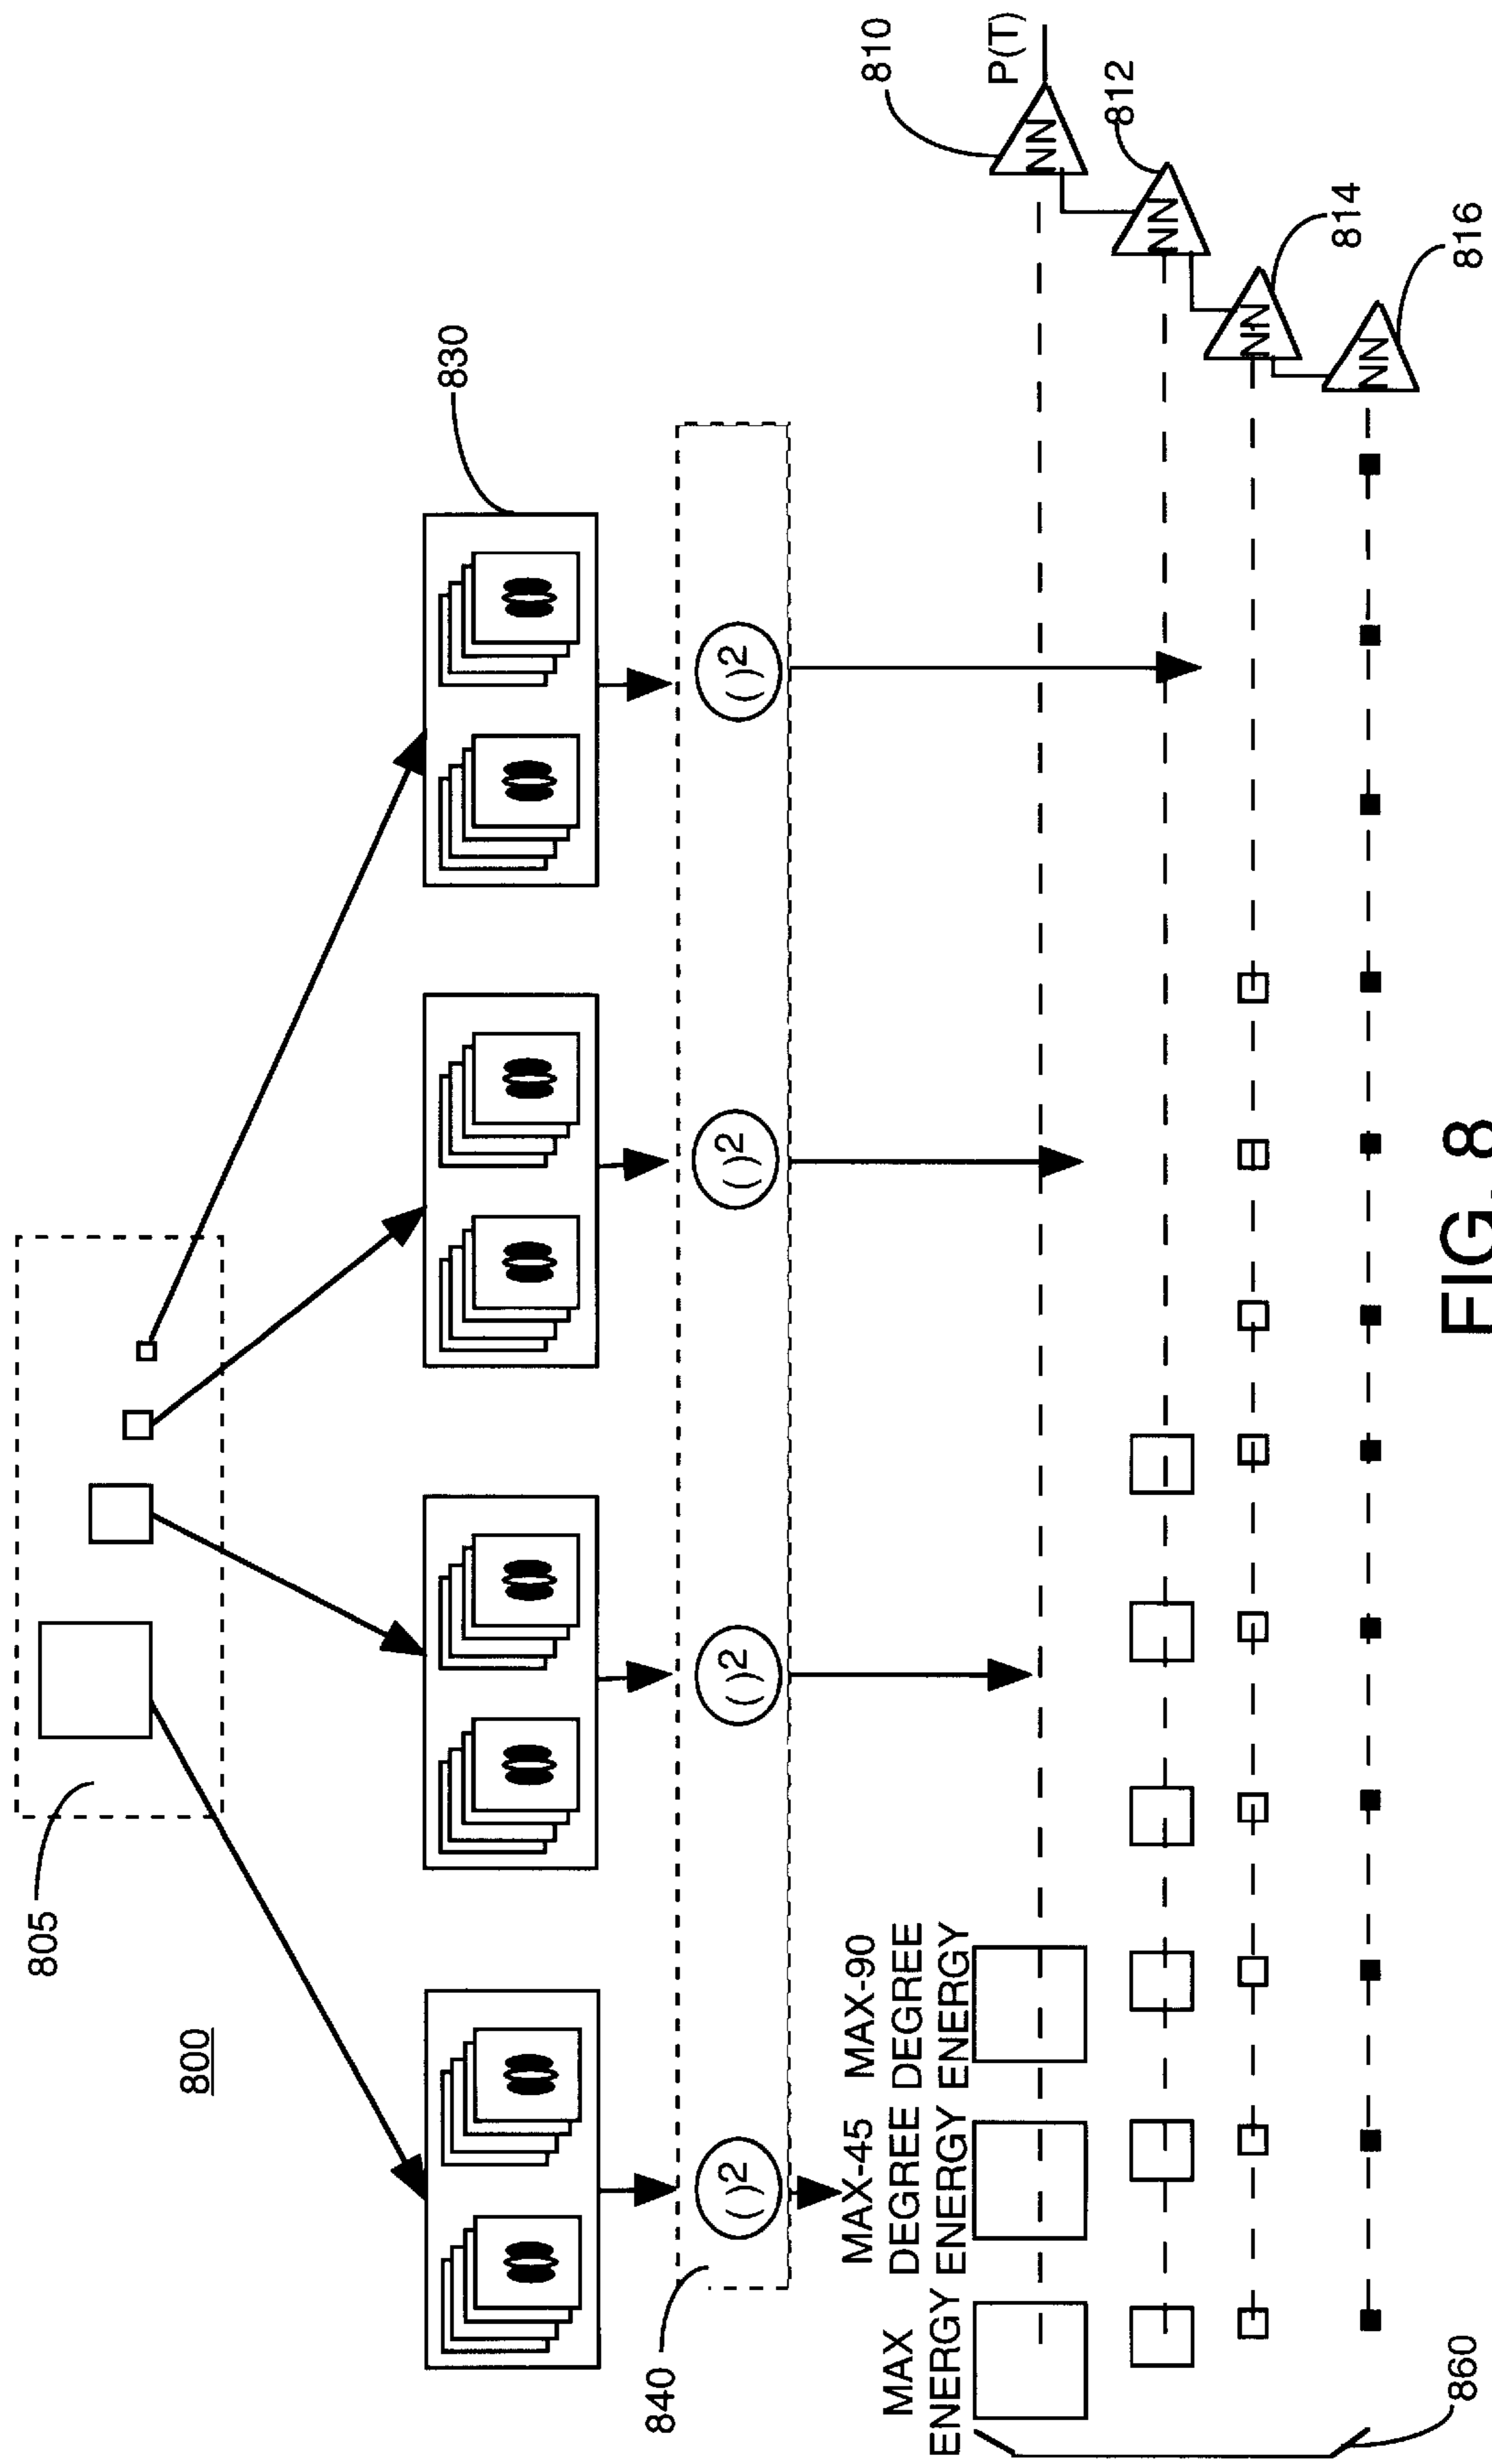 805
800
830
840
( )²
( )²
( )²
( )²
MAX
ENERGY
MAX-45
DEGREE
ENERGY
MAX-90
DEGREE
ENERGY
810
P(T)
NN
812
NN
NN
814
NN
816
860
FIG. 8